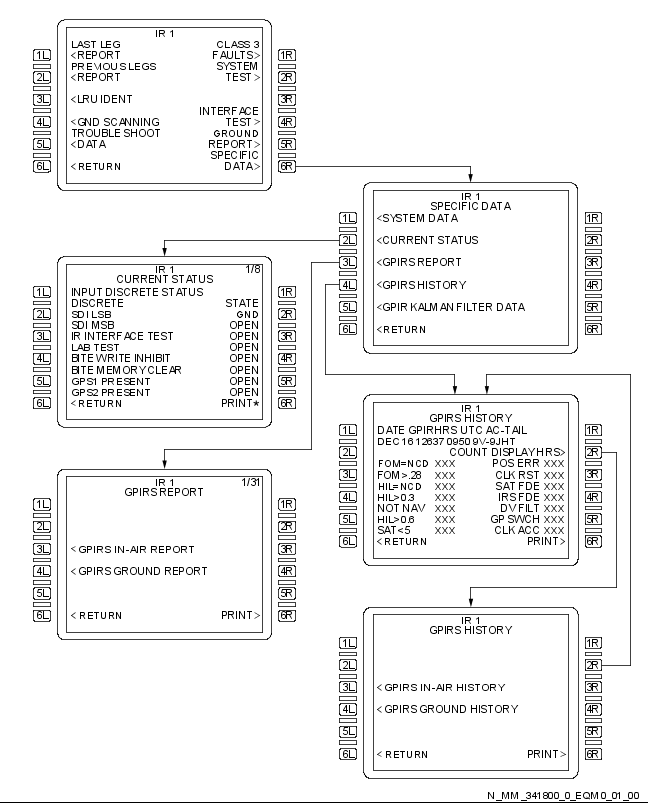 IR 1
LAST LEG CLASS 3
1L <REPORT FAULTS> 1R
PREVIOUS LEGS SYSTEM
2L <REPORT TEST> 2R
3L <LRU IDENT 3R
INTERFACE
4L <GND SCANNING TEST> 4R
TROUBLE SHOOT GROUND
5L <DATA REPORT> 5R
SPECIFIC
6L <RETURN DATA> 6R
IR 1
SPECIFIC DATA
1L <SYSTEM DATA 1R
2L <CURRENT STATUS 2R
3L <GPIRS REPORT 3R
4L <GPIRS HISTORY 4R
5L <GPIR KALMAN FILTER DATA 5R
6L <RETURN 6R
IR 1 1/8
CURRENT STATUS
1L INPUT DISCRETE STATUS 1R
DISCRETE STATE
2L SDI LSB GND 2R
SDI MSB OPEN
3L IR INTERFACE TEST OPEN 3R
LAB TEST OPEN
4L BITE WRITE INHIBIT OPEN 4R
BITE MEMORY CLEAR OPEN
5L GPS1 PRESENT OPEN 5R
GPS2 PRESENT OPEN
6L <RETURN PRINT* 6R
IR 1
GPIRS HISTORY
1L DATE GPIRHRS UTC AC-TAIL 1R
DEC16 126370 9509V-9JHT
2L COUNT DISPLAY HRS> 2R
FOM=NCD XXX POS ERR XXX
3L FOM>.28 XXX CLK RST XXX 3R
HIL=NCD XXX SAT FDE XXX
4L HIL>0.3 XXX IRS FDE XXX 4R
NOT NAV XXX DV FILT XXX
5L HIL>0.6 XXX GP SWCH XXX 5R
SAT<5 XXX CLK ACC XXX
6L <RETURN PRINT> 6R
IR 1 1/31
GPIRS REPORT
1L 1R
2L 2R
3L <GPIRS IN-AIR REPORT 3R
4L <GPIRS GROUND REPORT 4R
5L 5R
6L <RETURN PRINT> 6R
IR 1
GPIRS HISTORY
1L 1R
2L 2R
3L <GPIRS IN-AIR HISTORY 3R
4L <GPIRS GROUND HISTORY 4R
5L 5R
6L <RETURN PRINT> 6R
N_MM_341800_0_EQM0_01_00